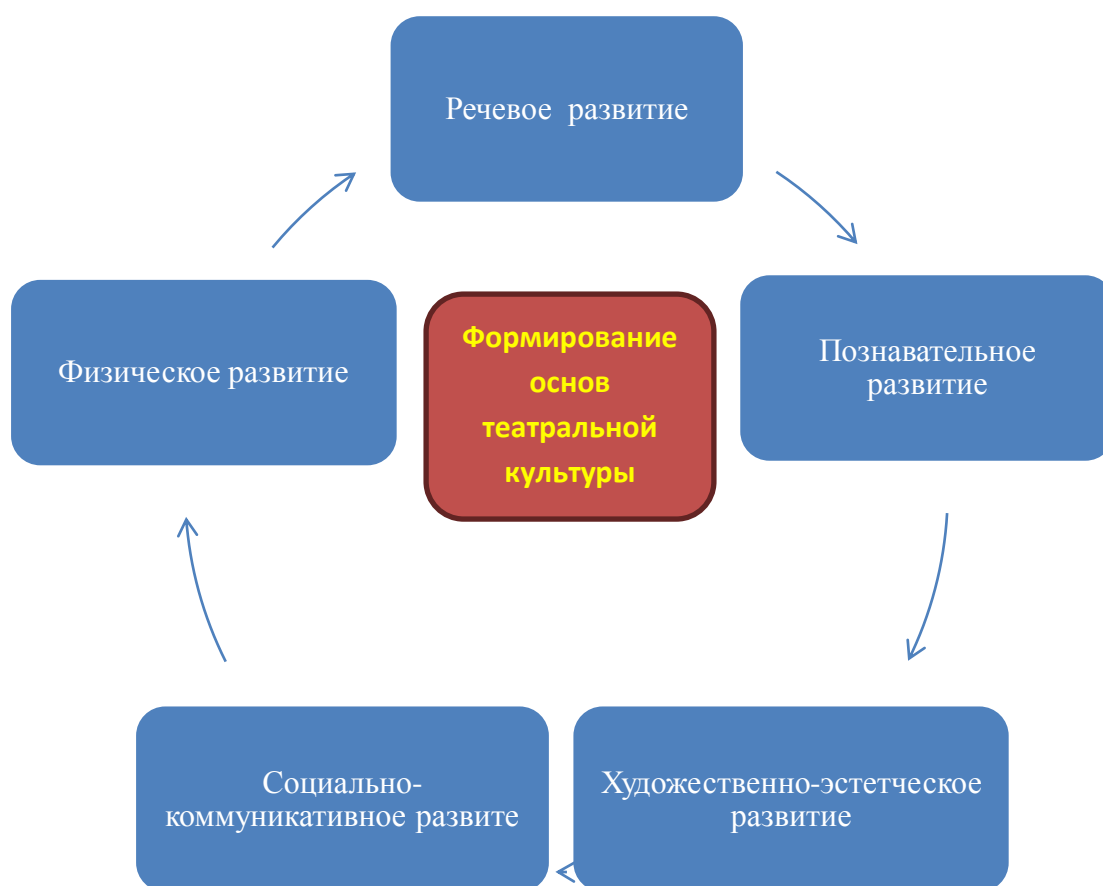 Речевое развитие
Физическое развитие
Формирование
основ
театральной
культуры
Познавательное
развитие
Социально-
коммуникативное развите
Художественно-эстетческое
развитие